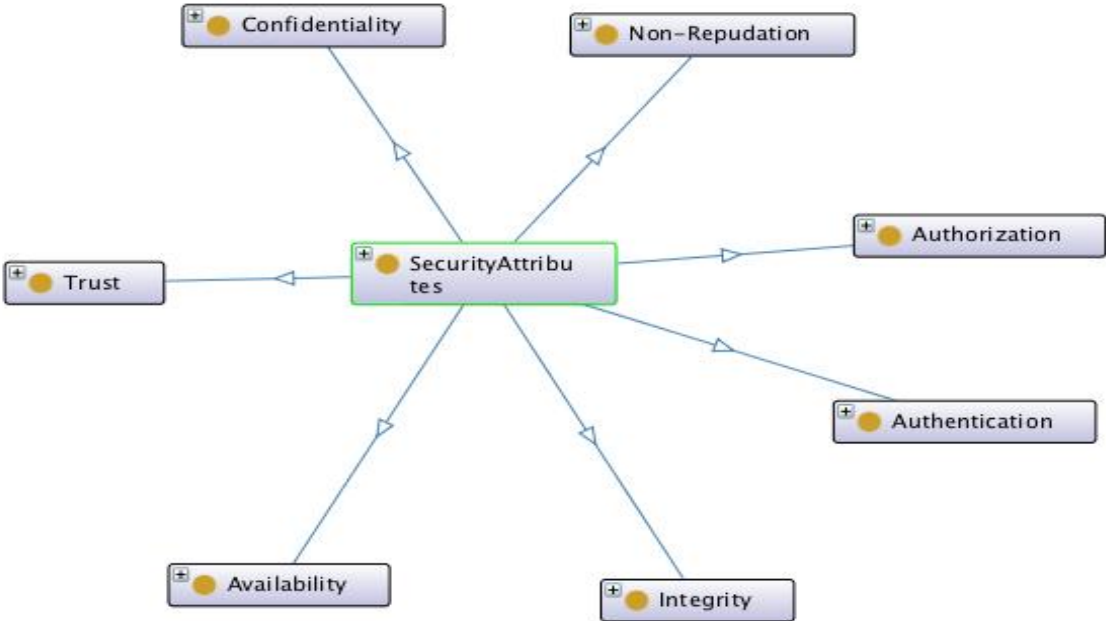 Confidentiality
Non-Repudation
Authorization
SecurityAttribu
tes
Trust
Authentication
Availability
Integrity